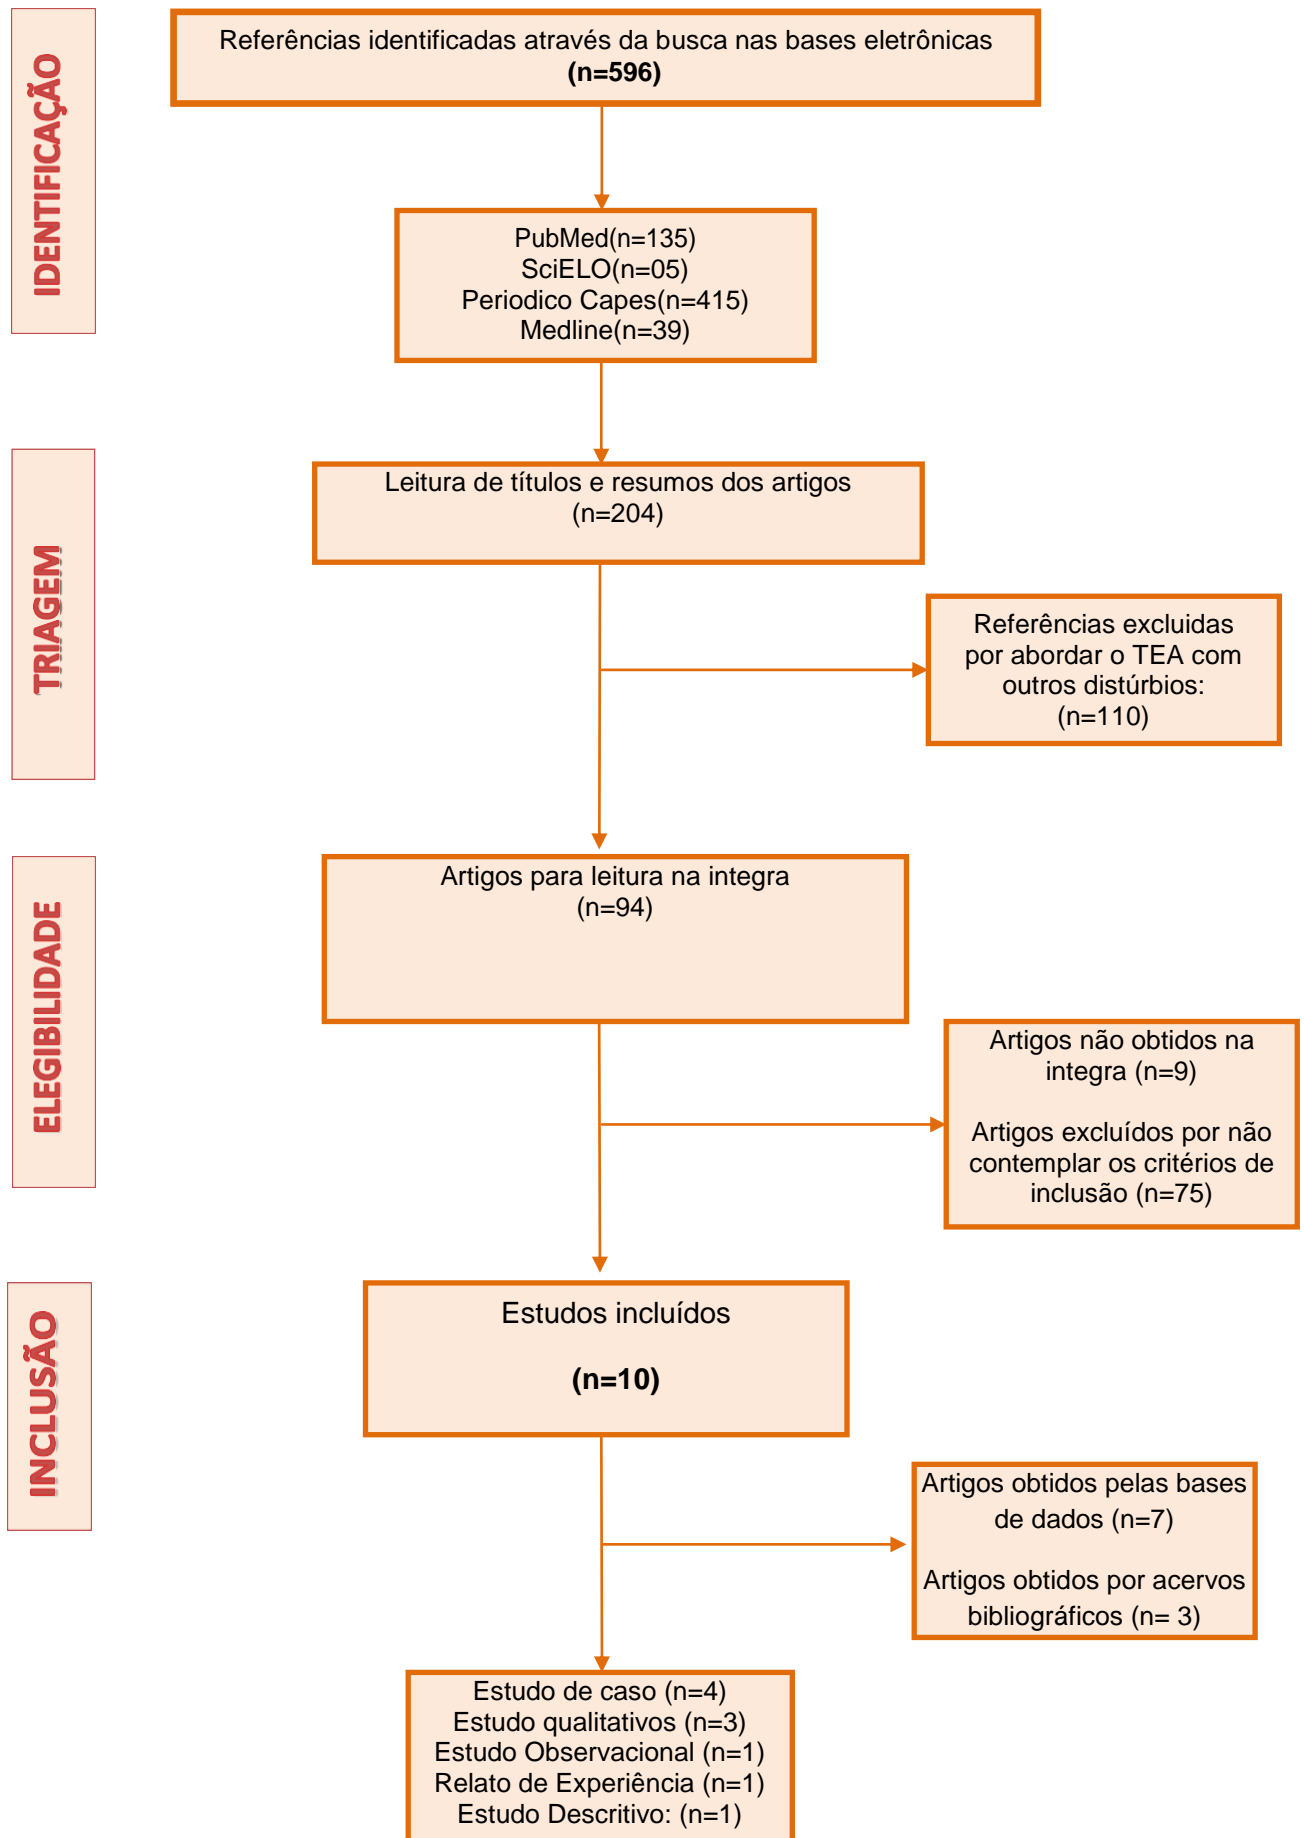 IDENTIFICAÇÃO
Referências identificadas através da busca nas bases eletrônicas
(n=596)
PubMed(n=135)
SciELO(n=05)
Periodico Capes(n=415)
Medline(n=39)
TRIAGEM
Leitura de títulos e resumos dos artigos
(n=204)
Referências excluidas
por abordar o TEA com
outros distúrbios:
(n=110)
ELEGIBILIDADE
Artigos para leitura na integra
(n=94)
Artigos não obtidos na
integra (n=9)
Artigos excluídos por não
contemplar os critérios de
inclusão (n=75)
INCLUSÃO
Estudos incluídos
(n=10)
Artigos obtidos pelas bases
de dados (n=7)
Artigos obtidos por acervos
bibliográficos (n= 3)
Estudo de caso (n=4)
Estudo qualitativos (n=3)
Estudo Observacional (n=1)
Relato de Experiência (n=1)
Estudo Descritivo: (n=1)